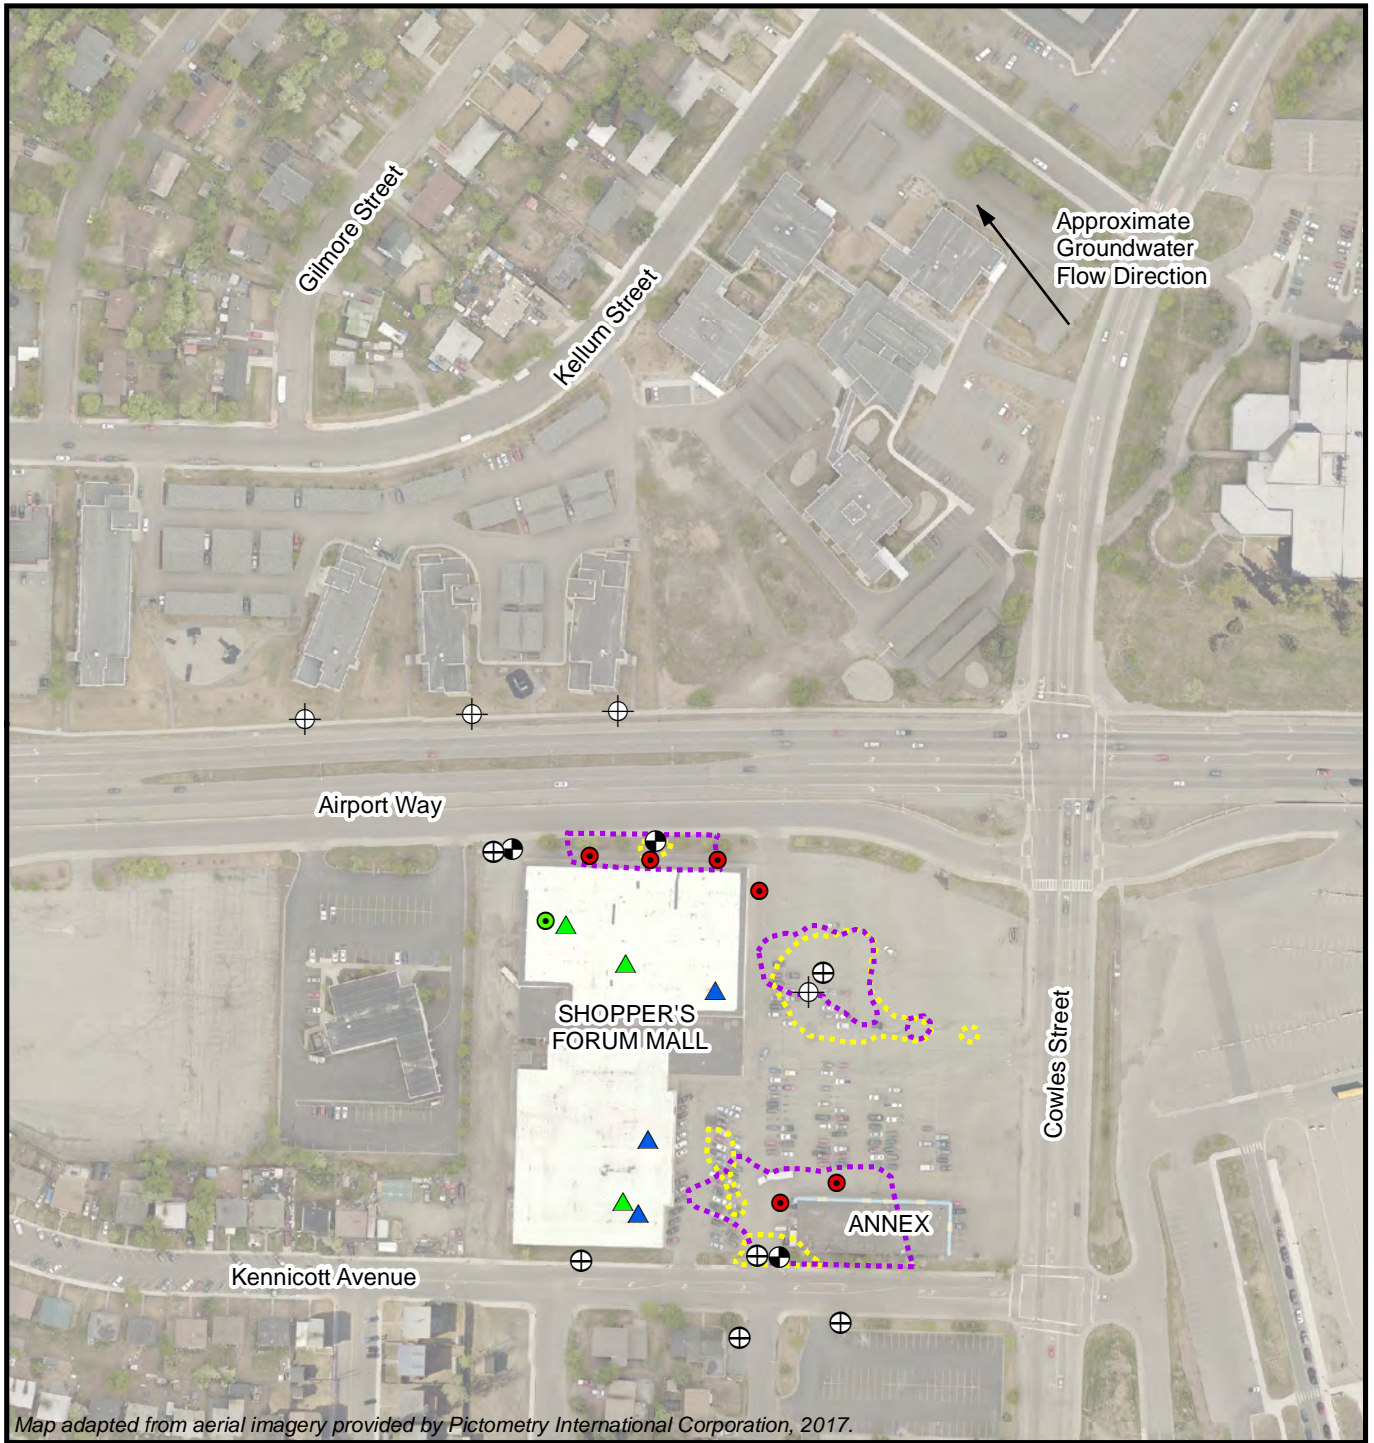 Gilmore Street
Approximate
Groundwater
Flow Direction
Kellum Street
Airport Way
SHOPPER'S
FORUM MALL
Cowles Street
ANNEX
Kennicott Avenue
Map adapted from aerial imagery provided by Pictometry International Corporation, 2017.